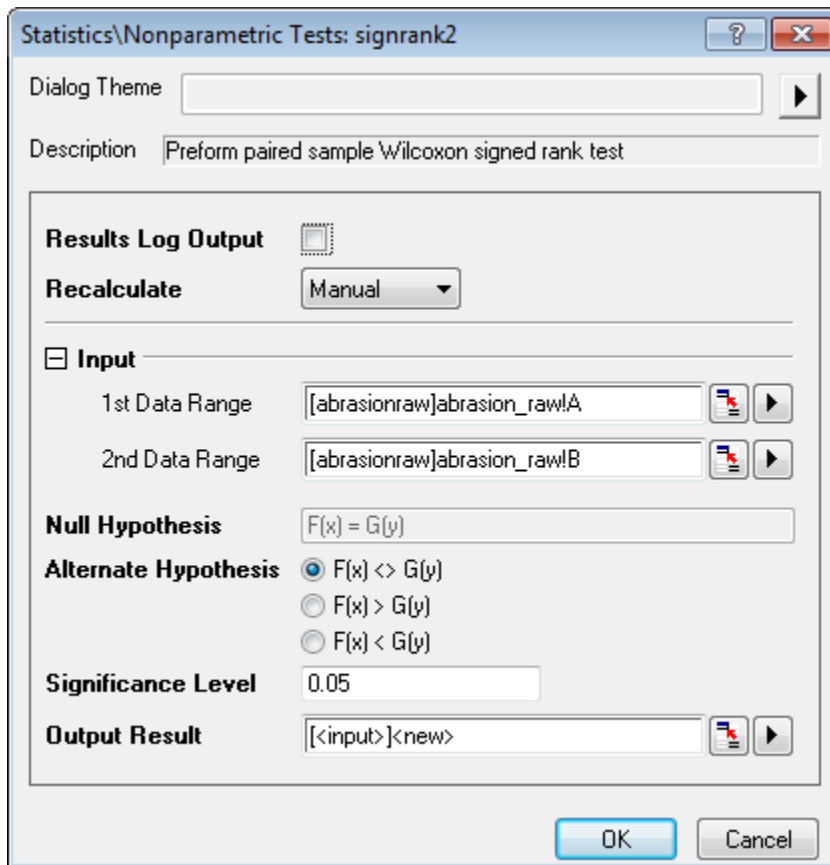 Statistics\Nonparametric Tests: signrank2
Dialog Theme
Description Preform paired sample Wilcoxon signed rank test
Results Log Output
Recalculate Manual
Input
1st Data Range [abrasionraw]abrasion_raw!A
2nd Data Range [abrasionraw]abrasion_raw!B
Null Hypothesis F(x) = G(y)
Alternate Hypothesis F(x) <> G(y)
F(x) > G(y)
F(x) < G(y)
Significance Level 0.05
Output Result [<input>]<new>
OK Cancel